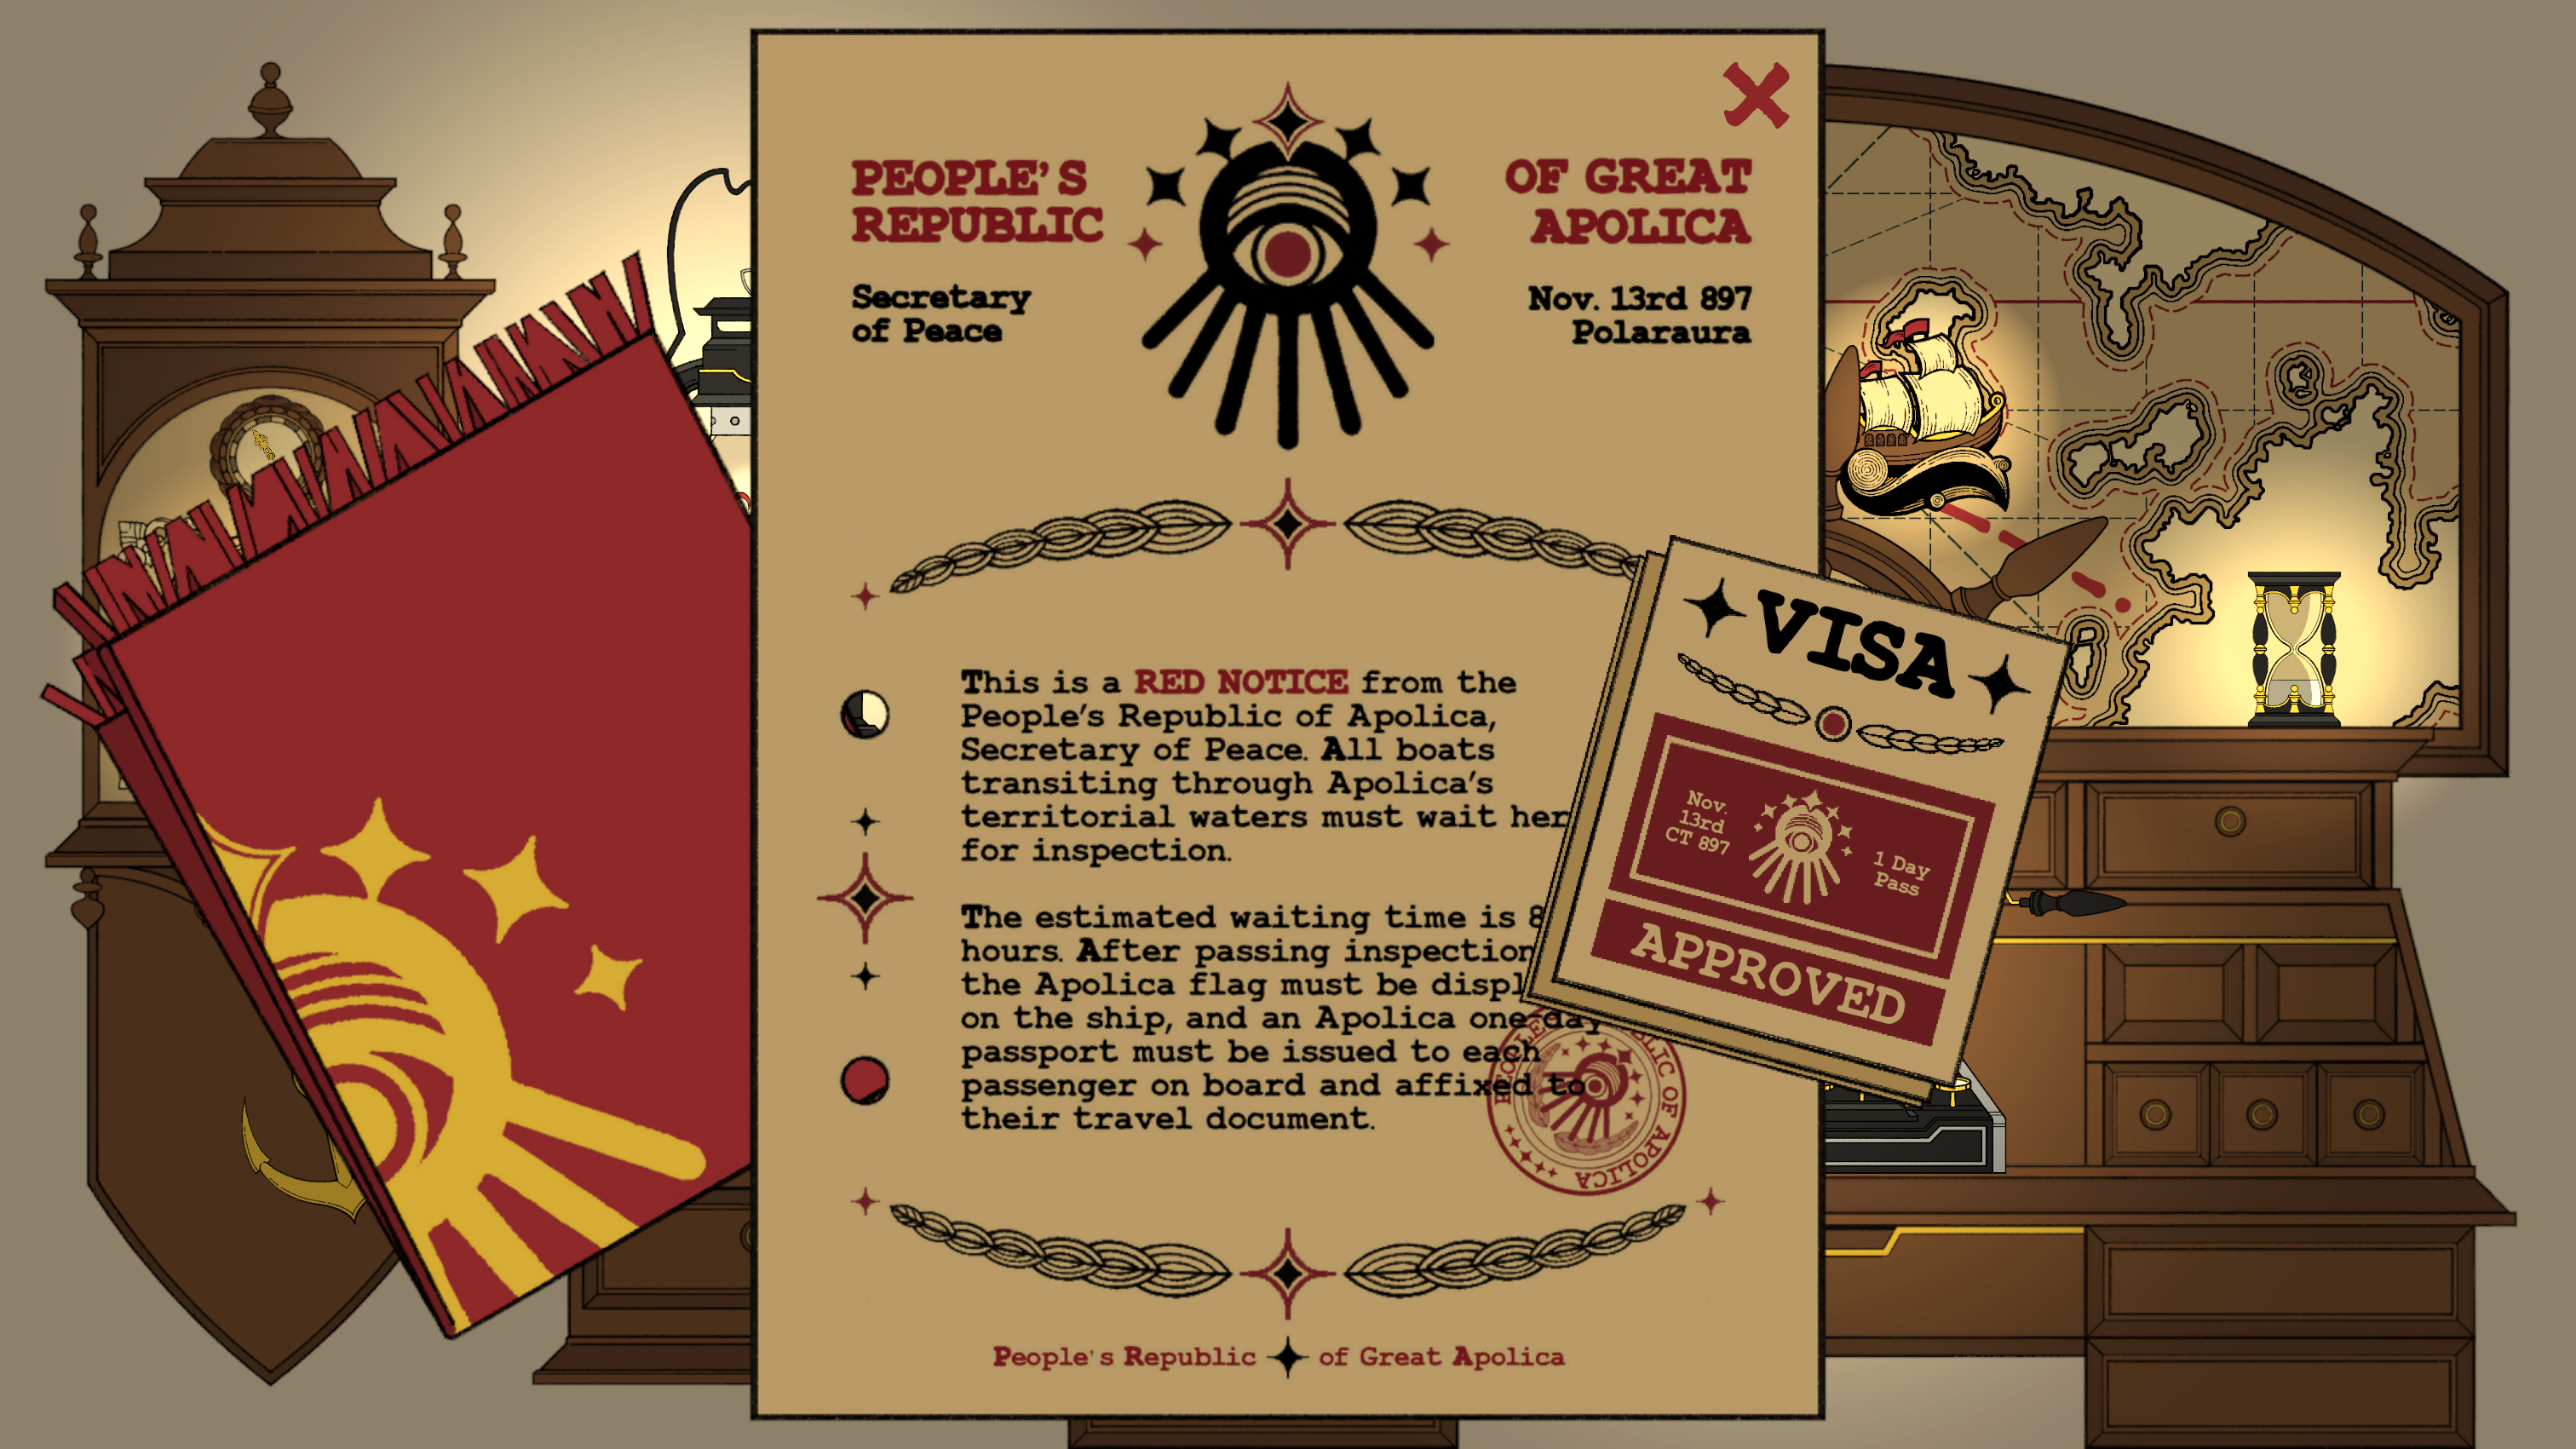 PEOPLE'S
REPUBLIC
OF GREAT
APOLICA
Secretary
of Peace
Nov. 13rd 897
Polaraura
This is a RED NOTICE from the
People's Republic of Apolica,
Secretary of Peace. All boats
transiting through Apolica's
territorial waters must wait her
for inspection.
The estimated waiting time is 8
hours. After passing inspection
the Apolica flag must be displ
on the ship, and an Apolica one-day
passport must be issued to each
passenger on board and affixed to
their travel document.
OF APOLICA
People's Republic of Great Apolica
VISA
Nov.
13rd
CT 897
1 Day
Pass
APPROVED